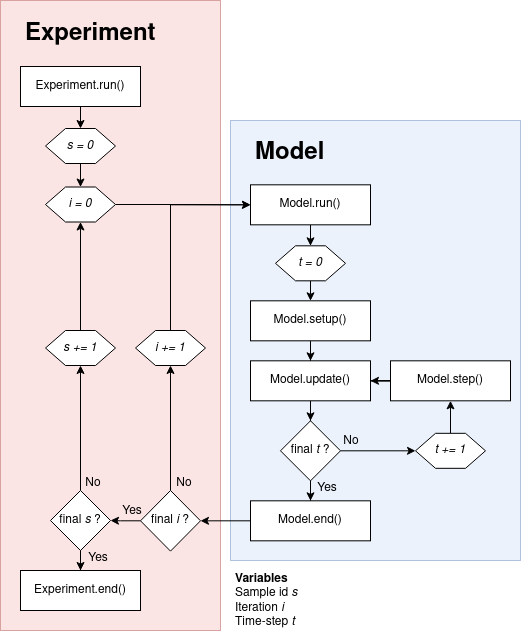 Experiment
Experiment.run()
s = 0
i = 0
s += 1
i += 1
No
No
final s ?
Yes
final i ?
Yes
Experiment.end()
Model
Model.run()
t = 0
Model.setup()
Model.update()
Model.step()
final t ?
No
t += 1
Yes
Model.end()
Variables
Sample id s
Iteration i
Time-step t